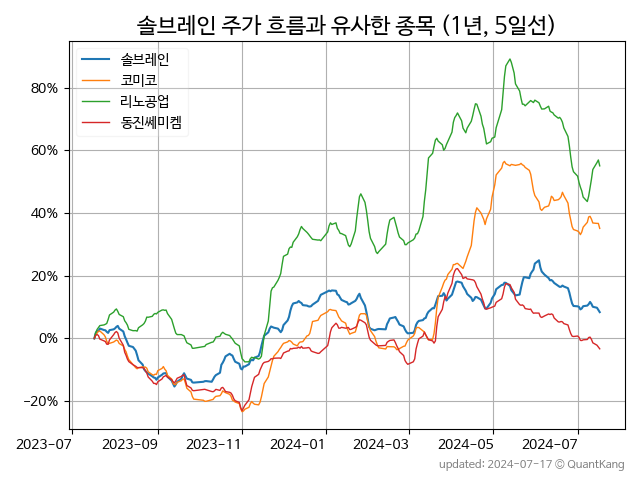 솔브레인 주가 흐름과 유사한 종목 (1년, 5일선)
솔브레인
코미코
리노공업
동진쎄미켐
80%
60%
40%
20%
0%
−20%
2023-07 2023-09 2023-11 2024-01 2024-03 2024-05 2024-07
updated: 2024-07-17 © QuantKang